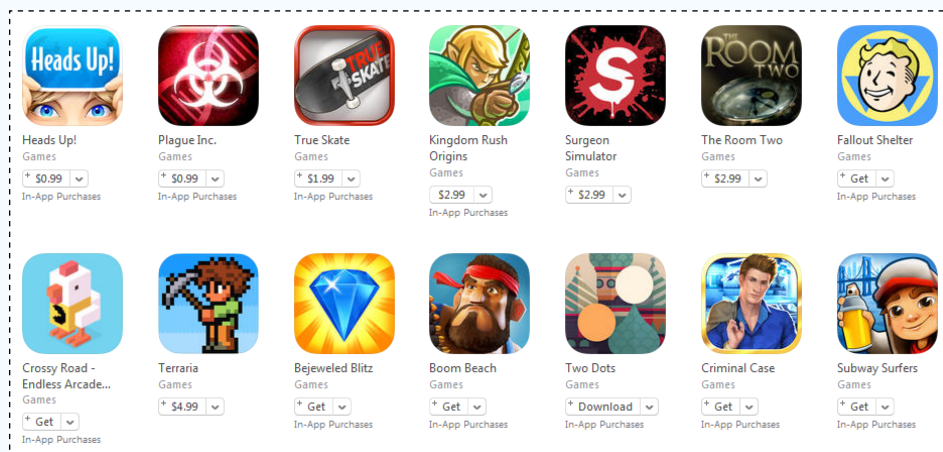 Heads Up!
Plague Inc.
True Skate
Kingdom Rush Origins
Surgeon Simulator
The Room Two
Fallout Shelter
Games
Games
Games
Games
Games
Games
Games
+ $0.99
+ $0.99
+ $1.99
$2.99
+ $2.99
+ $2.99
+ Get
In-App Purchases
In-App Purchases
In-App Purchases
In-App Purchases
In-App Purchases
Heads Up!
TRUE
SKATE
S
THE
ROOM
TWO
Crossy Road -
Endless Arcade...
Terraria
Bejeweled Blitz
Boom Beach
Two Dots
Criminal Case
Subway Surfers
Games
Games
Games
Games
Games
Games
Games
+ Get
+ $4.99
+ Get
+ Get
+ Download
+ Get
+ Get
In-App Purchases
In-App Purchases
In-App Purchases
In-App Purchases
In-App Purchases
In-App Purchases